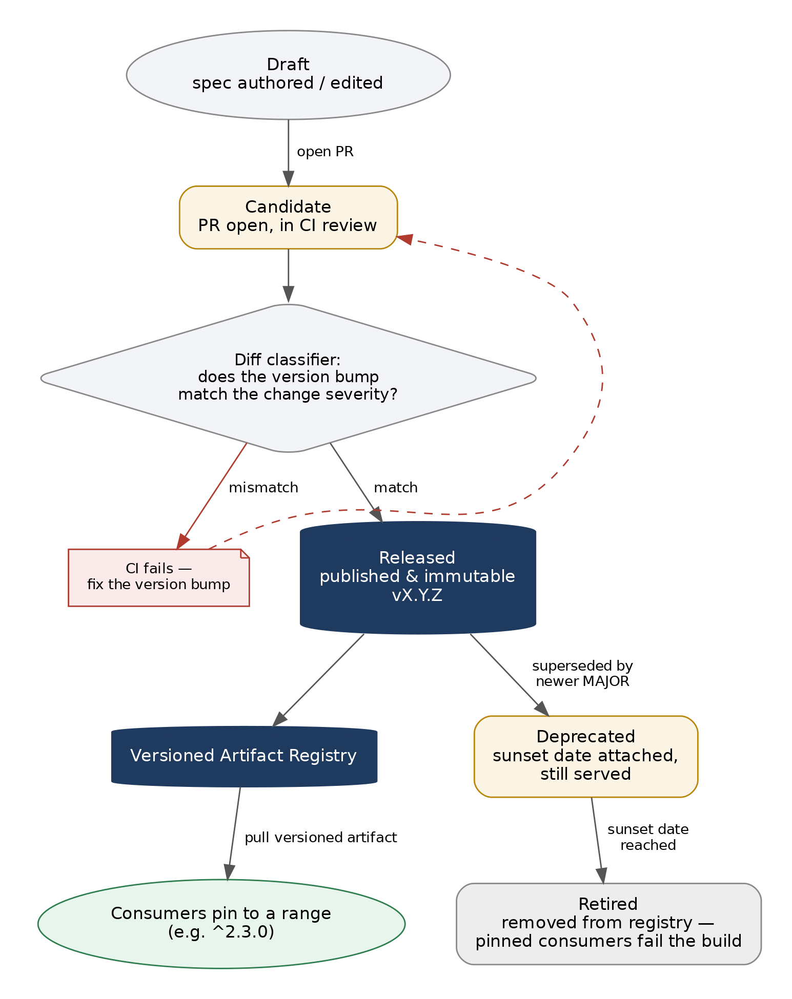 Draft
spec authored / edited
open PR
Candidate
PR open, in CI review
Diff classifier:
does the version bump
match the change severity?
mismatch
match
CI fails —
fix the version bump
Released
published & immutable
vX.Y.Z
superseded by
newer MAJOR
Versioned Artifact Registry
Deprecated
sunset date attached,
still served
pull versioned artifact
sunset date
reached
Consumers pin to a range
(e.g. ^2.3.0)
Retired
removed from registry —
pinned consumers fail the build